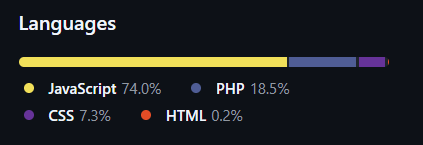 Languages
JavaScript 74.0% PHP 18.5%
CSS 7.3% HTML 0.2%